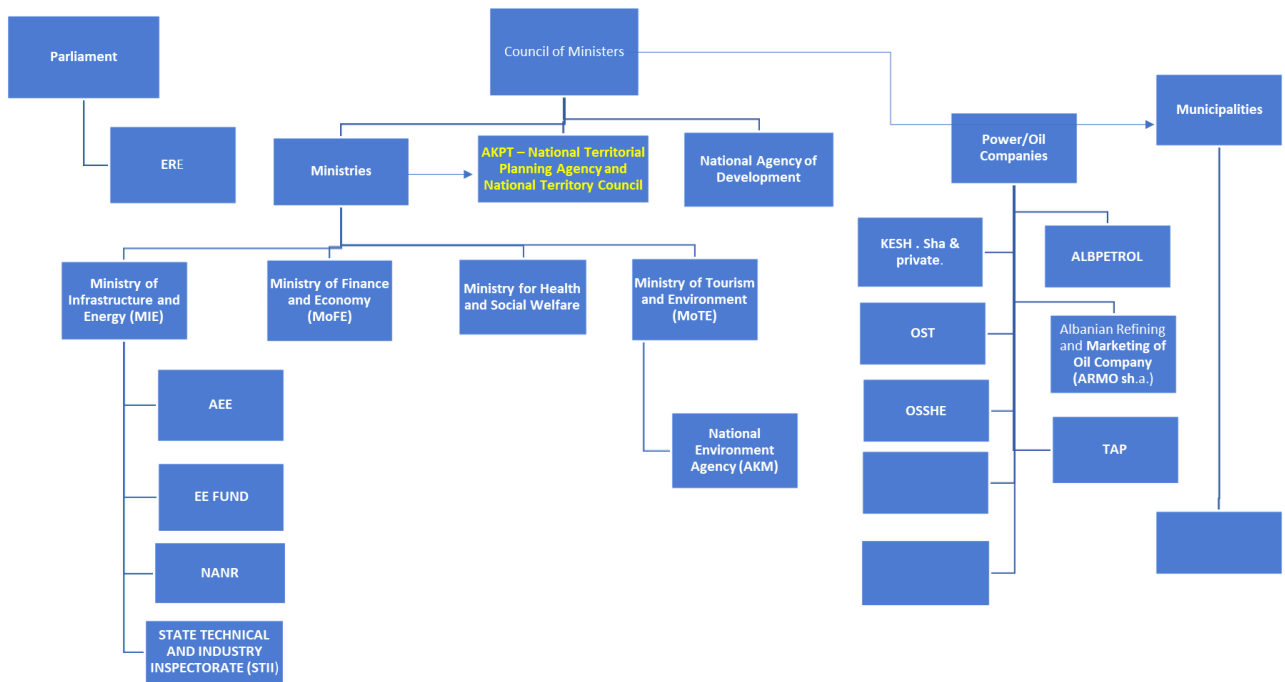 Parliament
Council of Ministers
Municipalities
Power/Oil
Companies
ERE
Ministries
AKPT – National Territorial
Planning Agency and
National Territory Council
National Agency of
Development
KESH . Sha &
private.
ALBPETROL
Ministry of
Infrastructure and
Energy (MIE)
Ministry of Finance
and Economy
(MoFE)
Ministry for Health
and Social Welfare
Ministry of Tourism
and Environment
(MoTE)
OST
Albanian Refining
and Marketing of
Oil Company
(ARMO sh.a.)
AEE
OSSHE
National
Environment
Agency (AKM)
TAP
EE FUND
NANR
STATE TECHNICAL
AND INDUSTRY
INSPECTORATE (STII)